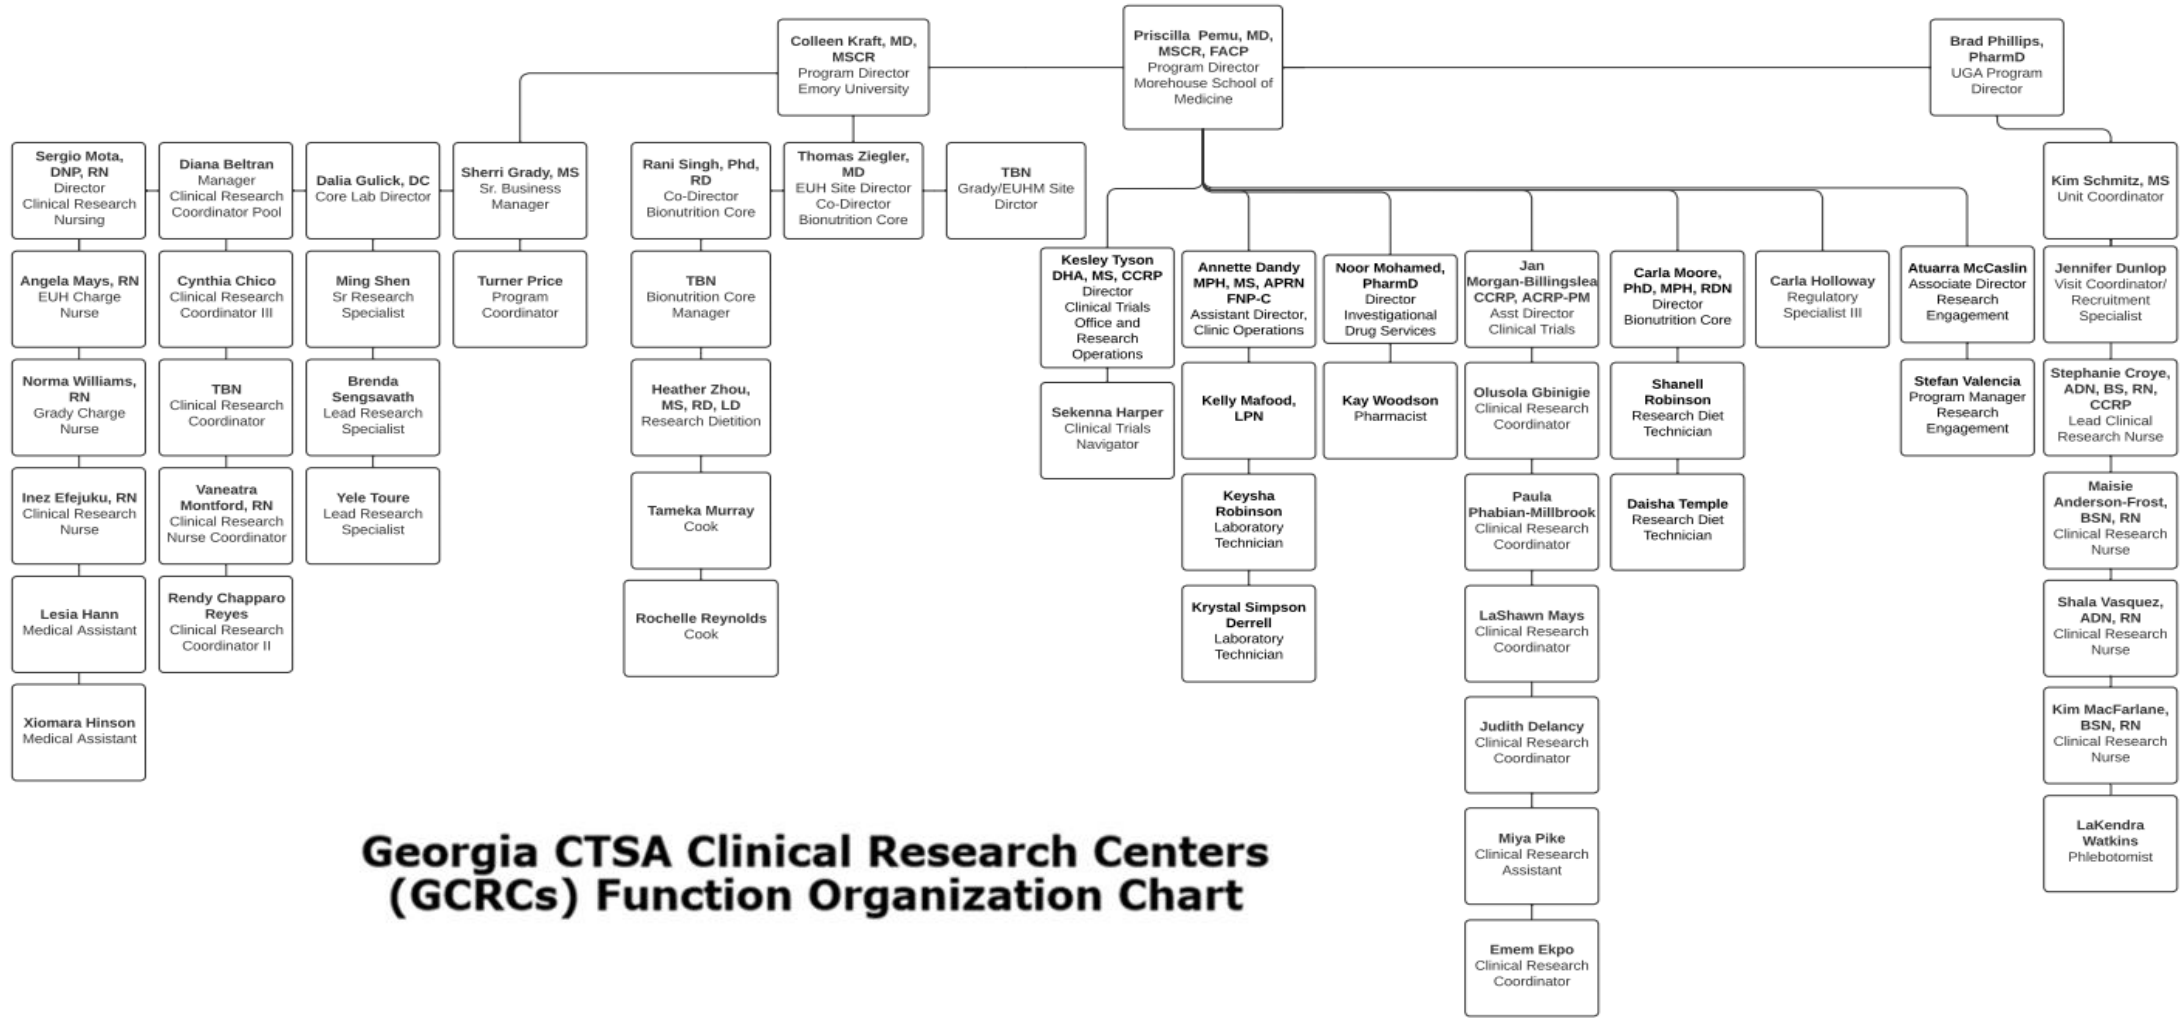 Colleen Kraft, MD,
MSCR
Program Director
Emory University
Priscilla Pemu, MD,
MSCR, FACP
Program Director
Morehouse School of
Medicine
Brad Phillips,
PharmD
UGA Program
Director
Sergio Mota,
DNP, RN
Director
Clinical Research
Nursing
Diana Beltran
Manager
Clinical Research
Coordinator Pool
Dalia Gulick, DC
Core Lab Director
Sherri Grady, MS
Sr. Business
Manager
Rani Singh, Phd,
RD
Co-Director
Bionutrition Core
Thomas Ziegler,
MD
EUH Site Director
Co-Director
Bionutrition Core
TBN
Grady/EUHM Site
Dirctor
Kim Schmitz, MS
Unit Coordinator
Angela Mays, RN
EUH Charge
Nurse
Cynthia Chico
Clinical Research
Coordinator III
Ming Shen
Sr Research
Specialist
Turner Price
Program
Coordinator
TBN
Bionutrition Core
Manager
Kesley Tyson
DHA, MS, CCRP
Director
Clinical Trials
Office and
Research
Operations
Annette Dandy
MPH, MS, APRN
FNP-C
Assistant Director,
Clinic Operations
Noor Mohamed,
PharmD
Director
Investigational
Drug Services
Jan
Morgan-Billingslea
CCRP, ACRP-PM
Asst Director
Clinical Trials
Carla Moore,
PhD, MPH, RDN
Director
Bionutrition Core
Carla Holloway
Regulatory
Specialist III
Atuarra McCaslin
Associate Director
Research
Engagement
Jennifer Dunlop
Visit Coordinator/
Recruitment
Specialist
Norma Williams,
RN
Grady Charge
Nurse
TBN
Clinical Research
Coordinator
Brenda
Sengsavath
Lead Research
Specialist
Heather Zhou,
MS, RD, LD
Research Dietition
Sekenna Harper
Clinical Trials
Navigator
Kelly Mafood,
LPN
Kay Woodson
Pharmacist
Olusola Gbinigie
Clinical Research
Coordinator
Shanell
Robinson
Research Diet
Technician
Stefan Valencia
Program Manager
Research
Engagement
Stephanie Croye,
ADN, BS, RN,
CCRP
Lead Clinical
Research Nurse
Inez Efejuku, RN
Clinical Research
Nurse
Vaneatra
Montford, RN
Clinical Research
Nurse Coordinator
Yele Toure
Lead Research
Specialist
Tameka Murray
Cook
Keysha
Robinson
Laboratory
Technician
Paula
Phabian-Millbrook
Clinical Research
Coordinator
Daisha Temple
Research Diet
Technician
Maisie
Anderson-Frost,
BSN, RN
Clinical Research
Nurse
Lesia Hann
Medical Assistant
Rendy Chapparo
Reyes
Clinical Research
Coordinator II
Rochelle Reynolds
Cook
Krystal Simpson
Derrell
Laboratory
Technician
LaShawn Mays
Clinical Research
Coordinator
Shala Vasquez,
ADN, RN
Clinical Research
Nurse
Xiomara Hinson
Medical Assistant
Judith Delancy
Clinical Research
Coordinator
Kim MacFarlane,
BSN, RN
Clinical Research
Nurse
Miya Pike
Clinical Research
Assistant
LaKendra
Watkins
Phlebotomist
Emem Ekpo
Clinical Research
Coordinator
Georgia CTSA Clinical Research Centers
(GCRCs) Function Organization Chart